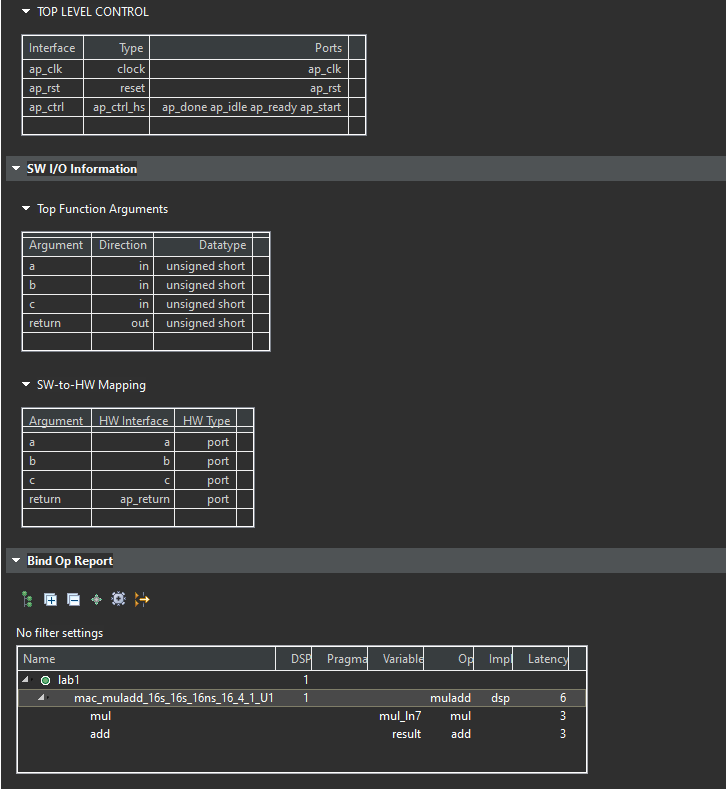 TOP LEVEL CONTROL
Interface Type Ports
ap_clk clock ap_clk
ap_rst reset ap_rst
ap_ctrl ap_ctrl_hs ap_done ap_idle ap_ready ap_start
SW I/O Information
Top Function Arguments
Argument Direction Datatype
a in unsigned short
b in unsigned short
c in unsigned short
return out unsigned short
SW-to-HW Mapping
Argument HW Interface HW Type
a a port
b b port
c c port
return ap_return port
Bind Op Report
No filter settings
Name DSP Pragma Variable Op Impl Latency
lab1 1
mac_muladd_16s_16s_16ns_16_4_1_U1 1 muladd dsp 6
mul mul_ln7 mul 3
add result add 3